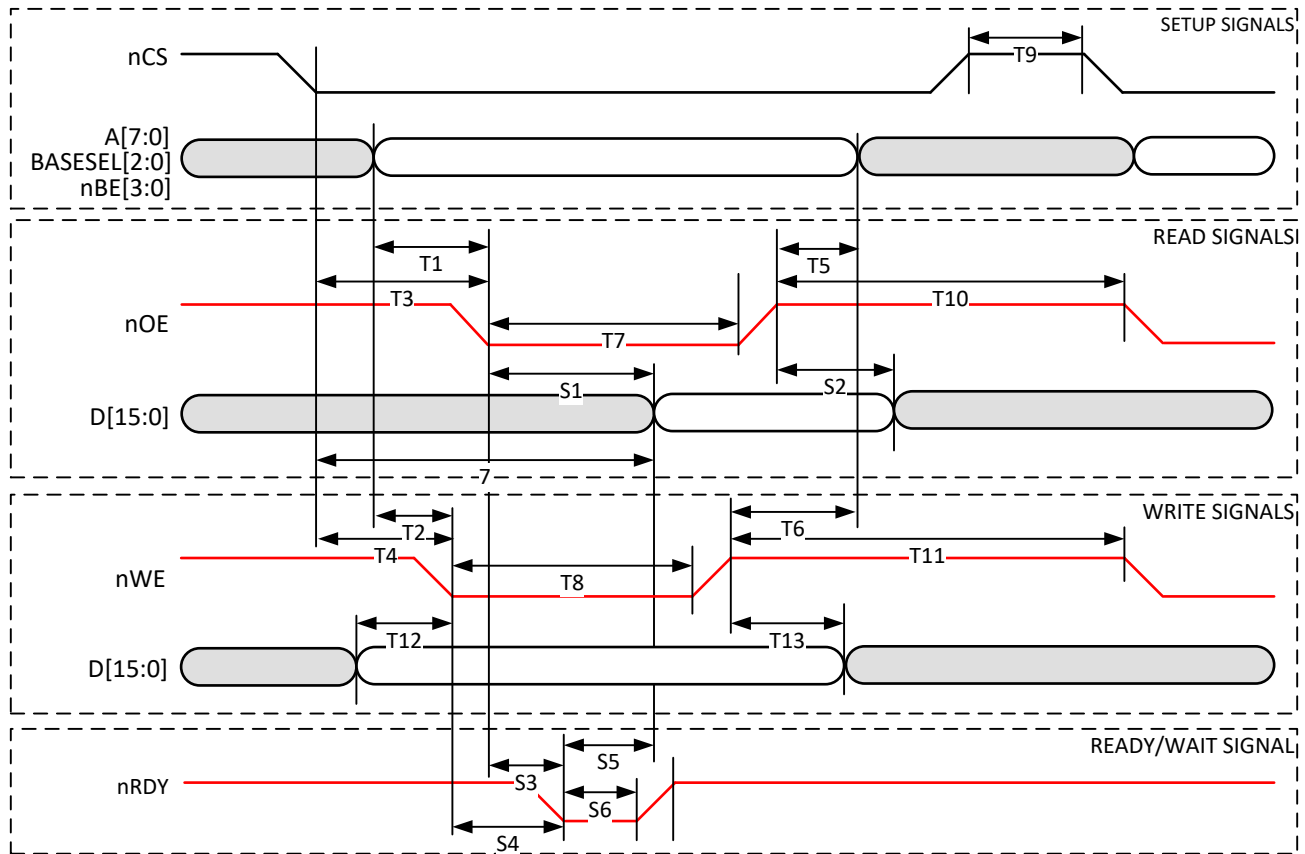 SETUP SIGNALS
nCS
T9
A[7:0]
BASESEL[2:0]
nBE[3:0]
READ SIGNALS
T1
T5
T3
T10
nOE
T7
S1
S2
D[15:0]
7
WRITE SIGNALS
T2
T6
T4
T11
nWE
T8
T12
T13
D[15:0]
READY/WAIT SIGNAL
S5
nRDY
S3
S6
S4